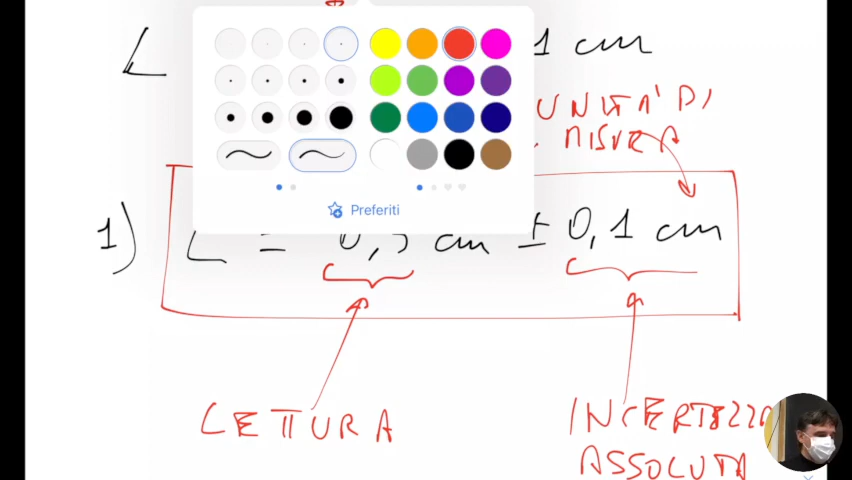 L 1 cm
UNITA' DI
MISURA
Preferiti
1) L = 0,5 cm ± 0,1 cm
LETTURA
INCERTEZZA
ASSOLUTA